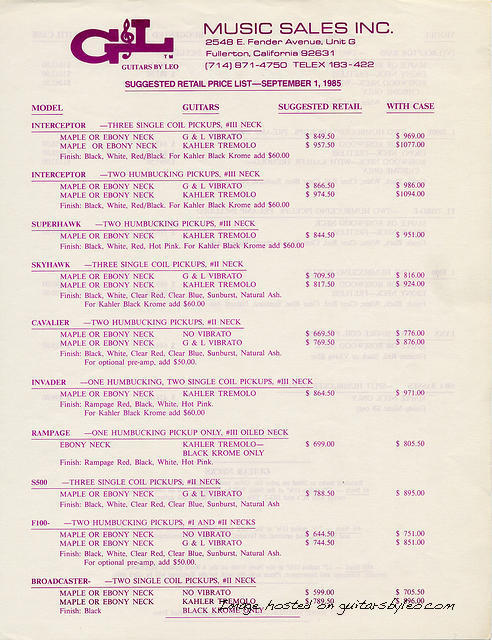 G&L
™
GUITARS BY LEO
MUSIC SALES INC.
2548 E. Fender Avenue, Unit G
Fullerton, California 92631
(714) 871-4750 TELEX 183-422
SUGGESTED RETAIL PRICE LIST—SEPTEMBER 1, 1985
MODEL GUITARS SUGGESTED RETAIL WITH CASE
INTERCEPTOR —THREE SINGLE COIL PICKUPS, #III NECK
MAPLE OR EBONY NECK G & L VIBRATO $ 849.50 $ 969.00
MAPLE OR EBONY NECK KAHLER TREMOLO $ 957.50 $1077.00
Finish: Black, White, Red/Black. For Kahler Black Krome add $60.00
INTERCEPTOR —TWO HUMBUCKING PICKUPS, #III NECK
MAPLE OR EBONY NECK G & L VIBRATO $ 866.50 $ 986.00
MAPLE OR EBONY NECK KAHLER TREMOLO $ 974.50 $1094.00
Finish: Black, White, Red/Black. For Kahler Black Krome add $60.00
SUPERHAWK —TWO HUMBUCKING PICKUPS, #III NECK
MAPLE OR EBONY NECK KAHLER TREMOLO $ 844.50 $ 951.00
Finish: Black, White, Red, Hot Pink. For Kahler Black Krome add $60.00
SKYHAWK —THREE SINGLE COIL PICKUPS, #II NECK
MAPLE OR EBONY NECK G & L VIBRATO $ 709.50 $ 816.00
MAPLE OR EBONY NECK KAHLER TREMOLO $ 817.50 $ 924.00
Finish: Black, White, Clear Red, Clear Blue, Sunburst, Natural Ash.
For Kahler Black Krome add $60.00
CAVALIER —TWO HUMBUCKING PICKUPS, #II NECK
MAPLE OR EBONY NECK NO VIBRATO $ 669.50 $ 776.00
MAPLE OR EBONY NECK G & L VIBRATO $ 769.50 $ 876.00
Finish: Black, White, Clear Red, Clear Blue, Sunburst, Natural Ash.
For optional pre-amp, add $50.00.
INVADER —ONE HUMBUCKING, TWO SINGLE COIL PICKUPS, #III NECK
MAPLE OR EBONY NECK KAHLER TREMOLO $ 864.50 $ 971.00
Finish: Rampage Red, Black, White, Hot Pink.
For Kahler Black Krome add $60.00
RAMPAGE —ONE HUMBUCKING PICKUP ONLY, #III OILED NECK
EBONY NECK KAHLER TREMOLO— $ 699.00 $ 805.50
BLACK KROME ONLY
Finish: Rampage Red, Black, White, Hot Pink.
S500 —THREE SINGLE COIL PICKUPS, #II NECK
MAPLE OR EBONY NECK G & L VIBRATO $ 788.50 $ 895.00
Finish: Black, White, Clear Red, Clear Blue, Sunburst, Natural Ash
F100- —TWO HUMBUCKING PICKUPS, #I AND #II NECKS
MAPLE OR EBONY NECK NO VIBRATO $ 644.50 $ 751.00
MAPLE OR EBONY NECK G & L VIBRATO $ 744.50 $ 851.00
Finish: Black, White, Clear Red, Clear Blue, Sunburst, Natural Ash
For optional pre-amp, add $50.00.
BROADCASTER- —TWO SINGLE COIL PICKUPS, #II NECK
MAPLE OR EBONY NECK NO VIBRATO $ 599.00 $ 705.50
MAPLE OR EBONY NECK KAHLER TREMOLO $ 789.50 $ 896.00
Finish: Black BLACK KROME ONLY
Image hosted on guitarsbyleo.com